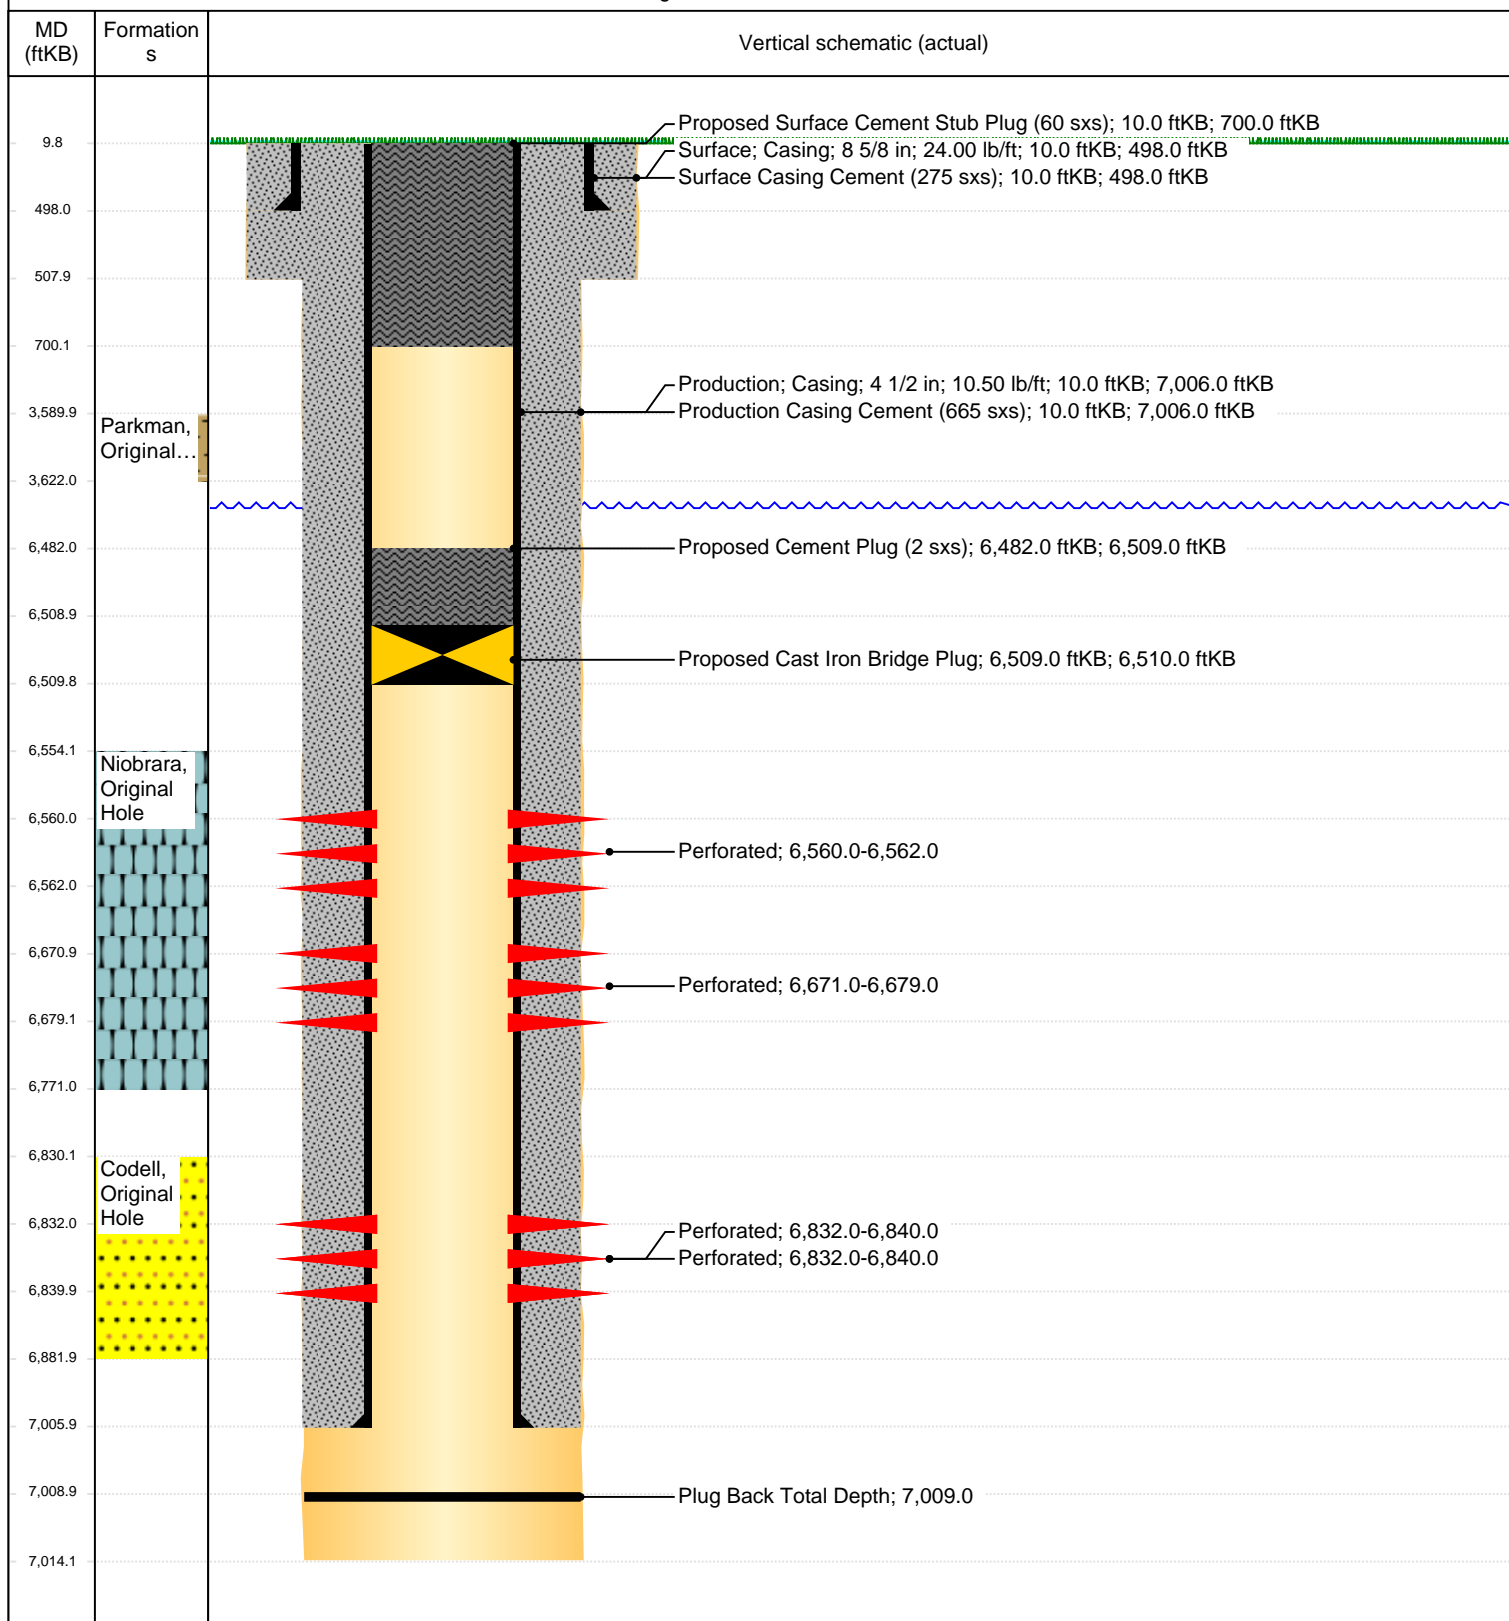 MD
(ftKB)
Formation
s
Vertical schematic (actual)
9.8
498.0
507.9
700.1
3,589.9
3,622.0
6,482.0
6,508.9
6,509.8
6,554.1
6,560.0
6,562.0
6,670.9
6,679.1
6,771.0
6,830.1
6,832.0
6,839.9
6,881.9
7,005.9
7,008.9
7,014.1
Parkman,
Original…
Niobrara,
Original
Hole
Codell,
Original
Hole
Proposed Surface Cement Stub Plug (60 sxs); 10.0 ftKB; 700.0 ftKB
Surface; Casing; 8 5/8 in; 24.00 lb/ft; 10.0 ftKB; 498.0 ftKB
Surface Casing Cement (275 sxs); 10.0 ftKB; 498.0 ftKB
Production; Casing; 4 1/2 in; 10.50 lb/ft; 10.0 ftKB; 7,006.0 ftKB
Production Casing Cement (665 sxs); 10.0 ftKB; 7,006.0 ftKB
Proposed Cement Plug (2 sxs); 6,482.0 ftKB; 6,509.0 ftKB
Proposed Cast Iron Bridge Plug; 6,509.0 ftKB; 6,510.0 ftKB
Perforated; 6,560.0-6,562.0
Perforated; 6,671.0-6,679.0
Perforated; 6,832.0-6,840.0
Perforated; 6,832.0-6,840.0
Plug Back Total Depth; 7,009.0